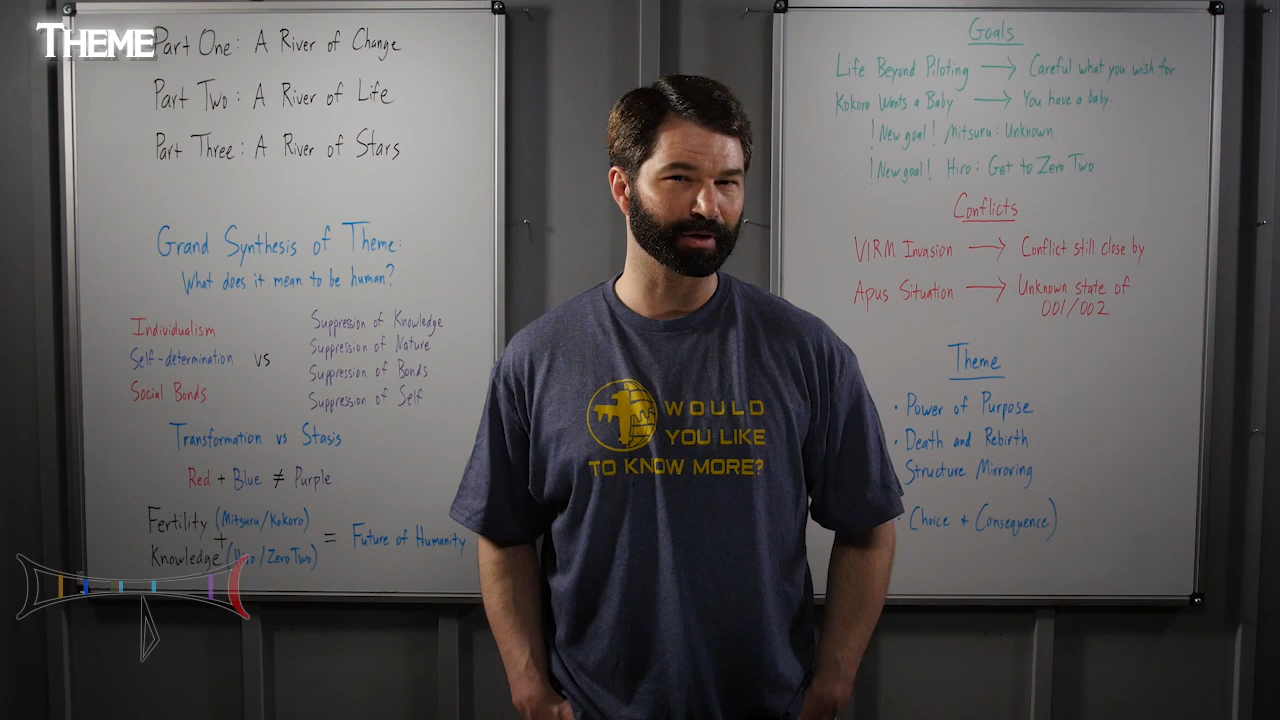 THEME
Part One: A River of Change
Part Two: A River of Life
Part Three: A River of Stars
Grand Synthesis of Theme:
What does it mean to be human?
Individualism
Self-determination
Social Bonds
vs
Suppression of Knowledge
Suppression of Nature
Suppression of Bonds
Suppression of Self
Transformation vs Stasis
Red + Blue ≠ Purple
Fertility (Mitsuru/Kokoro)
+
Knowledge (Hiro/Zero Two)
= Future of Humanity
WOULD
YOU LIKE
TO KNOW MORE?
Goals
Life Beyond Piloting → Careful what you wish for
Kokoro Wants a Baby → You have a baby.
! New goal! Mitsuru: Unknown
! New goal! Hiro: Get to Zero Two
Conflicts
VIRM Invasion → Conflict still close by
Apus Situation → Unknown state of
001/002
Theme
• Power of Purpose
• Death and Rebirth
Structure Mirroring
• (Choice + Consequence)